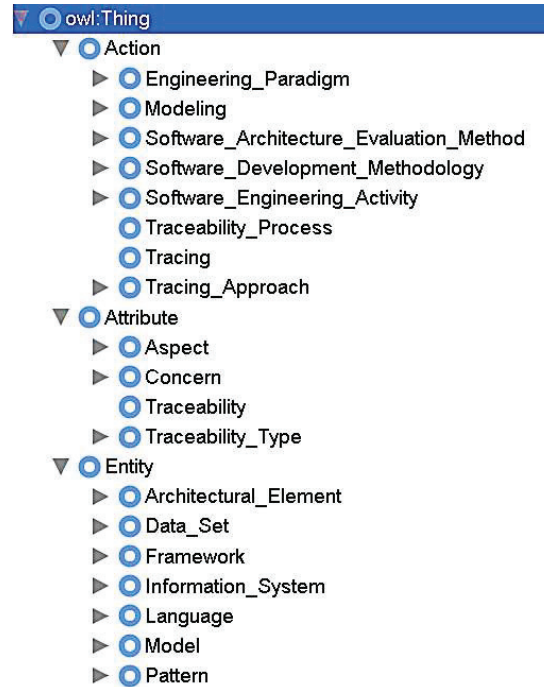 owl:Thing
Action
Engineering_Paradigm
Modeling
Software_Architecture_Evaluation_Method
Software_Development_Methodology
Software_Engineering_Activity
Traceability_Process
Tracing
Tracing_Approach
Attribute
Aspect
Concern
Traceability
Traceability_Type
Entity
Architectural_Element
Data_Set
Framework
Information_System
Language
Model
Pattern